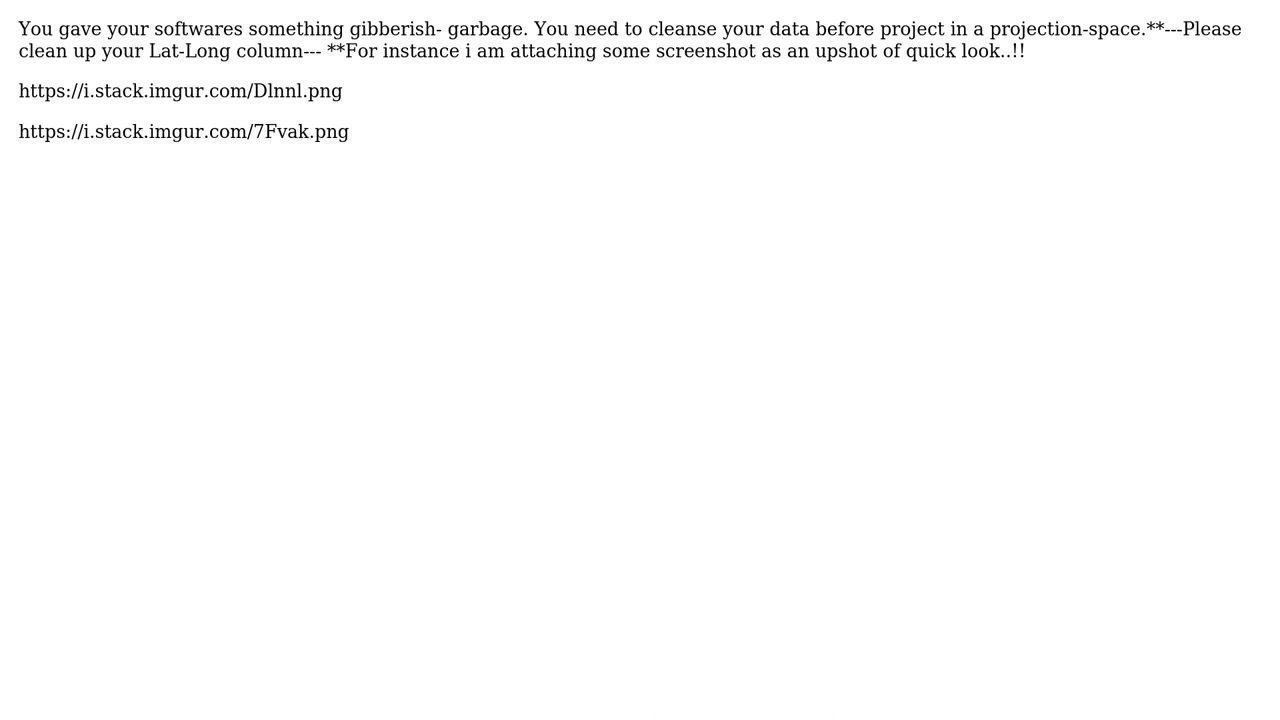 You gave your softwares something gibberish- garbage. You need to cleanse your data before project in a projection-space.**---Please
clean up your Lat-Long column--- **For instance i am attaching some screenshot as an upshot of quick look..!!
https://i.stack.imgur.com/Dlnnl.png
https://i.stack.imgur.com/7Fvak.png